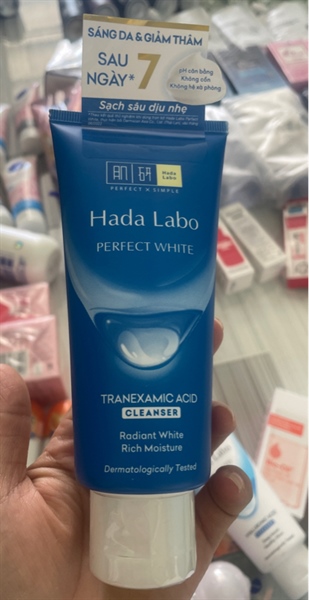 SÁNG DA & GIẢM THÂM
SAU
NGÀY* 7
pH cân bằng
Không cồn
Không hệ xà phòng
Sạch sâu dịu nhẹ
Hada
Labo
PERFECT X SIMPLE
Hada Labo
PERFECT WHITE
TRANEXAMIC ACID
CLEANSER
Radiant White
Rich Moisture
Dermatologically Tested